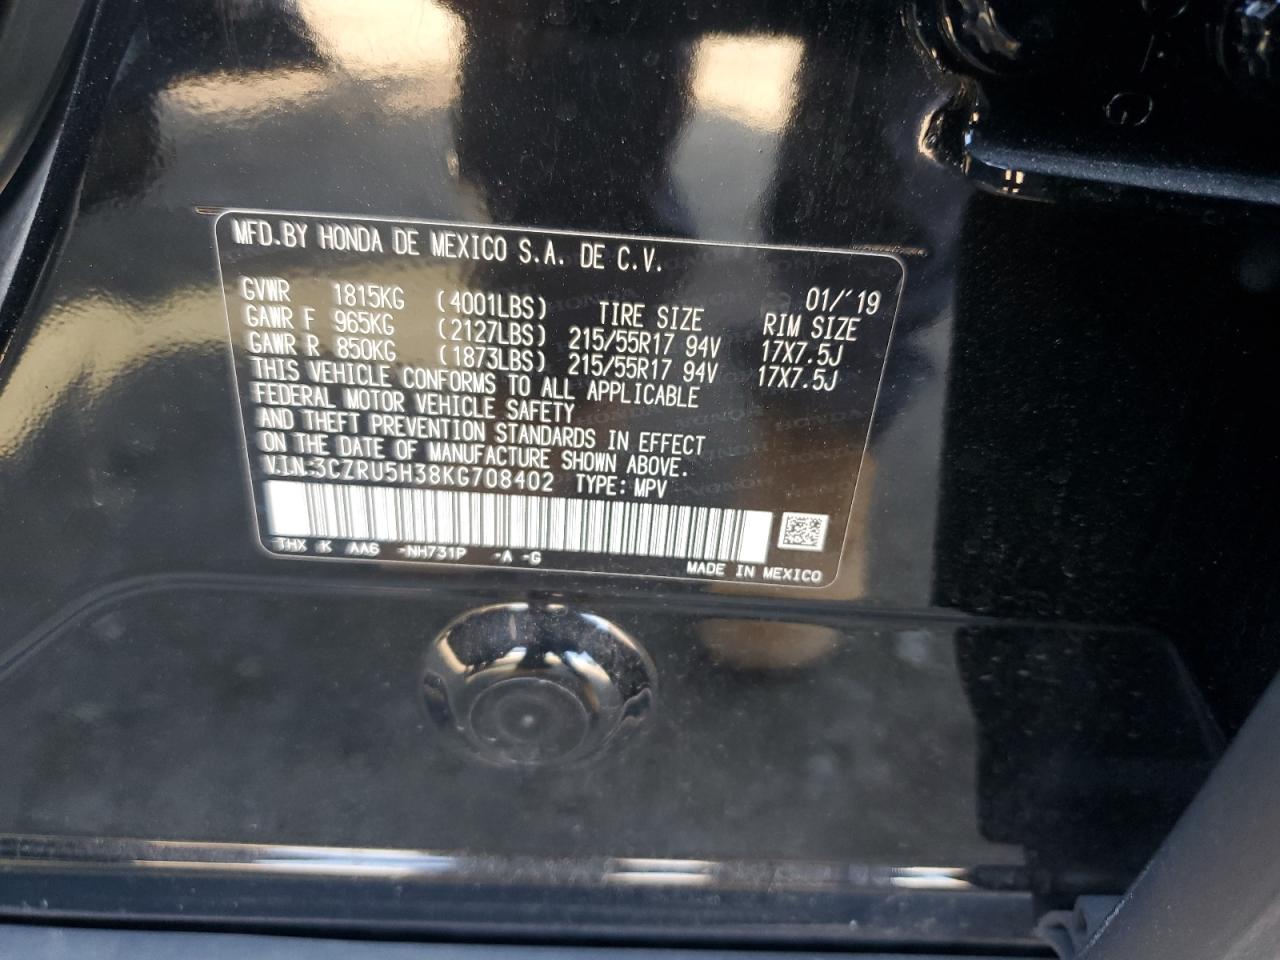 MFD.BY HONDA DE MEXICO S.A. DE C.V.
01/'19
GVWR 1815KG (4001LBS) TIRE SIZE RIM SIZE
GAWR F 965KG (2127LBS) 215/55R17 94V 17X7.5J
GAWR R 850KG (1873LBS) 215/55R17 94V 17X7.5J
THIS VEHICLE CONFORMS TO ALL APPLICABLE
FEDERAL MOTOR VEHICLE SAFETY
AND THEFT PREVENTION STANDARDS IN EFFECT
ON THE DATE OF MANUFACTURE SHOWN ABOVE.
V.I.N:3CZRU5H38KG708402 TYPE: MPV
THX K AA6 -NH731P -A -G
MADE IN MEXICO